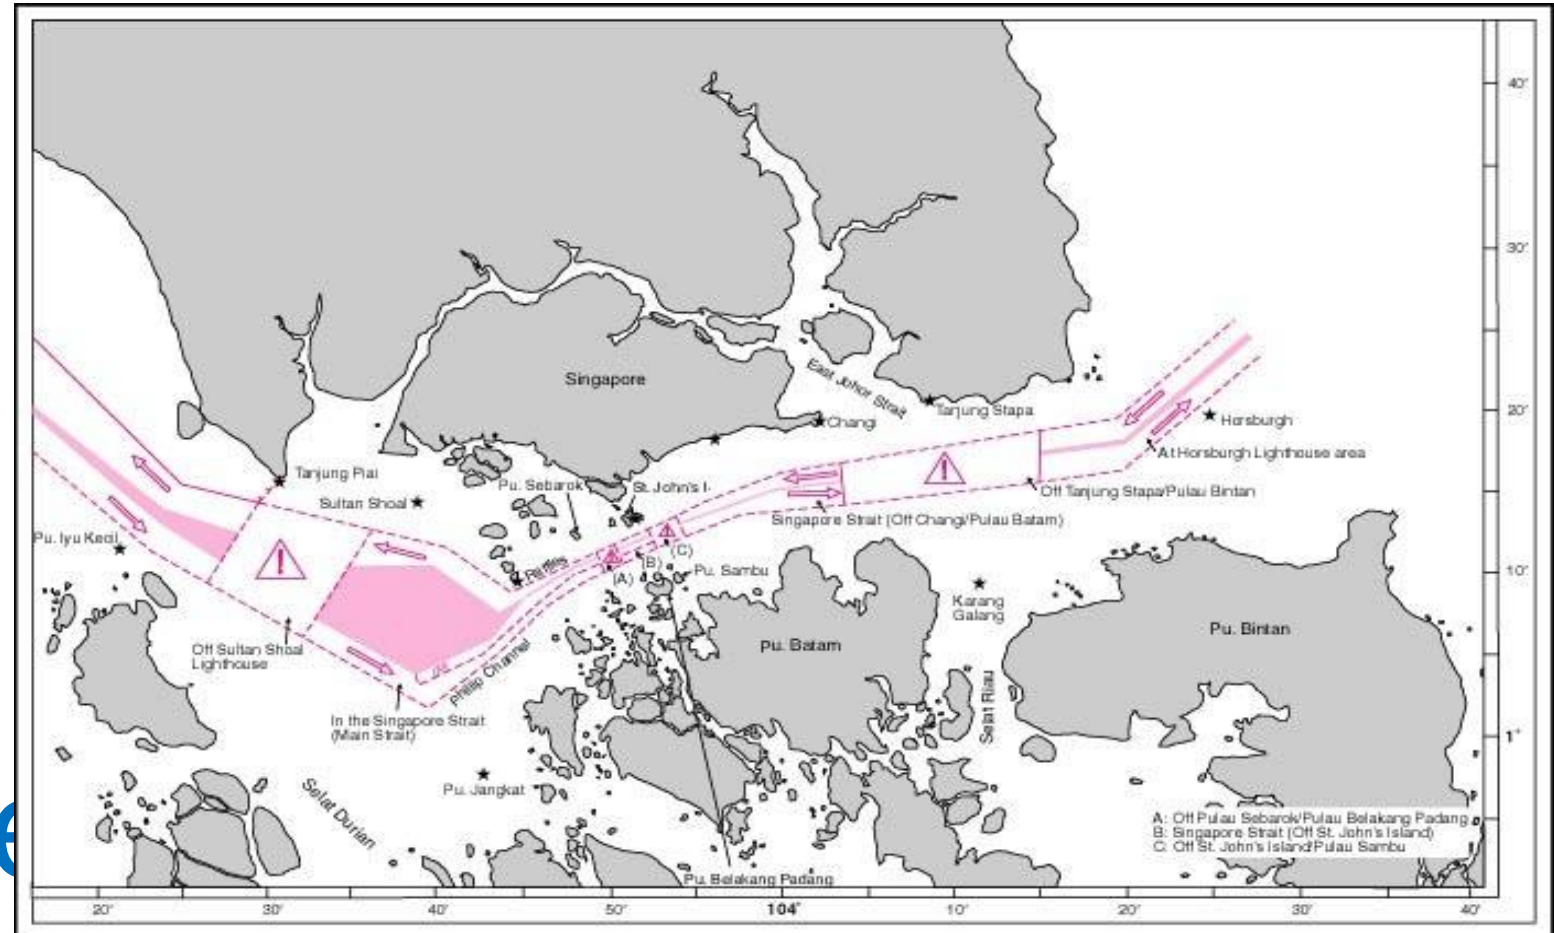 40'
30'
Singapore
East Johor Strait
Tanjung Stapa
20'
Changi
Horsburgh
At Horsburgh Lighthouse area
Tanjung Piai
Pu. Sebarok
St. John's I.
Off Tanjung Stapa/Pulau Bintan
Sultan Shoal
Singapore Strait (Off Changi/Pulau Batam)
Pu. Iyu Kecil
!
!
!
!
Raffles
(A)
(B)
(C)
Pu. Sambu
10'
Karang
Galang
Pu. Batam
Pu. Bintan
Off Sultan Shoal
Lighthouse
Philip Channel
Selat Riau
In the Singapore Strait
(Main Strait)
1°
Pu. Jangkat
Selat Durian
A: Off Pulau Sebarok/Pulau Belakang Padang
B: Singapore Strait (Off St. John's Island)
C: Off St. John's Island/Pulau Sambu
e
Pu. Belakang Padang
20'
30'
40'
50'
104°
10'
20'
30'
40'